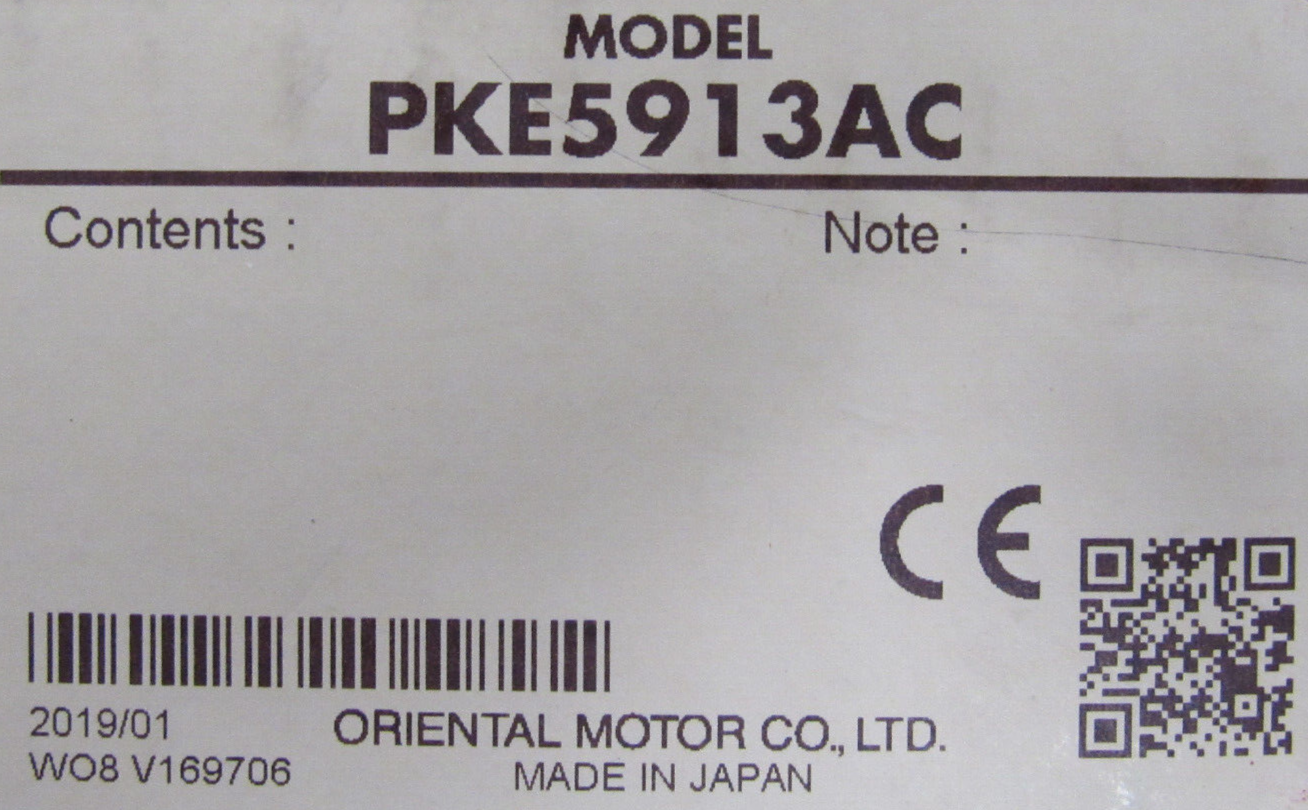 MODEL
PKE5913AC
Contents :
Note :
CE
2019/01
WO8 V169706
ORIENTAL MOTOR CO., LTD.
MADE IN JAPAN